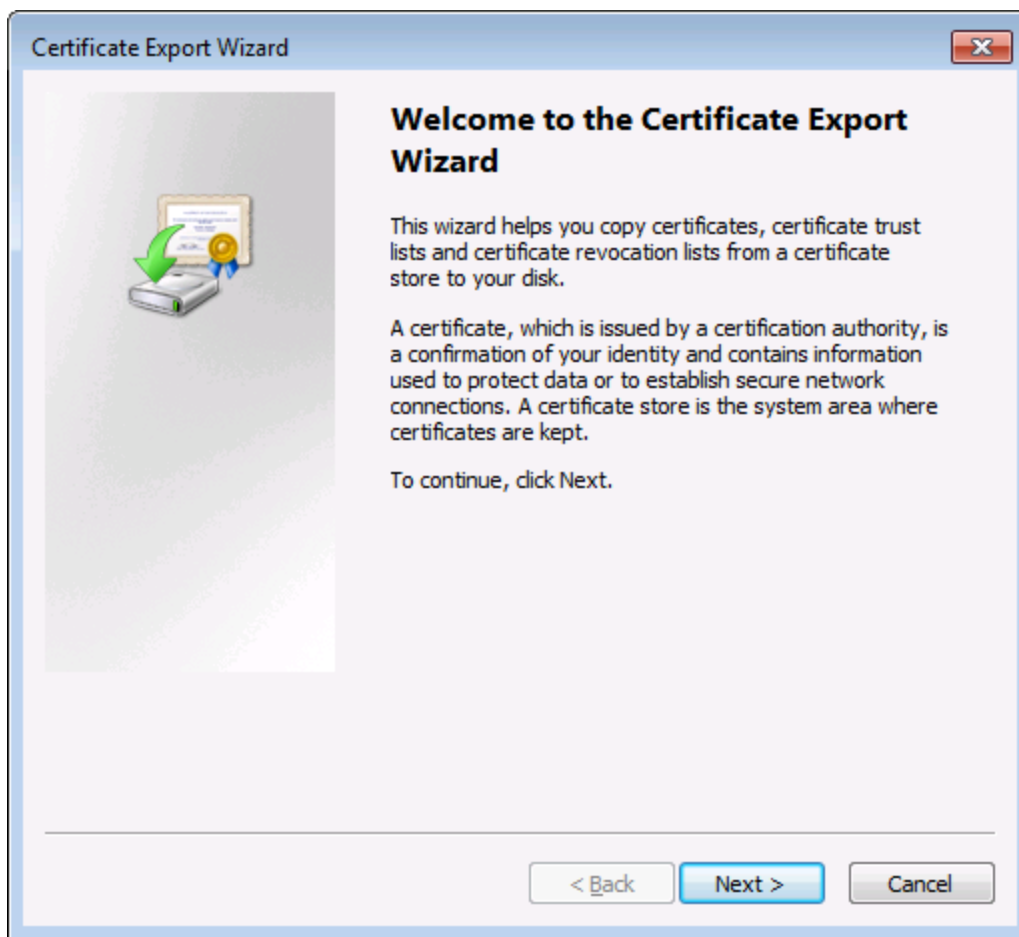 Certificate Export Wizard
Welcome to the Certificate Export
Wizard
This wizard helps you copy certificates, certificate trust
lists and certificate revocation lists from a certificate
store to your disk.
A certificate, which is issued by a certification authority, is
a confirmation of your identity and contains information
used to protect data or to establish secure network
connections. A certificate store is the system area where
certificates are kept.
To continue, click Next.
< Back
Next >
Cancel